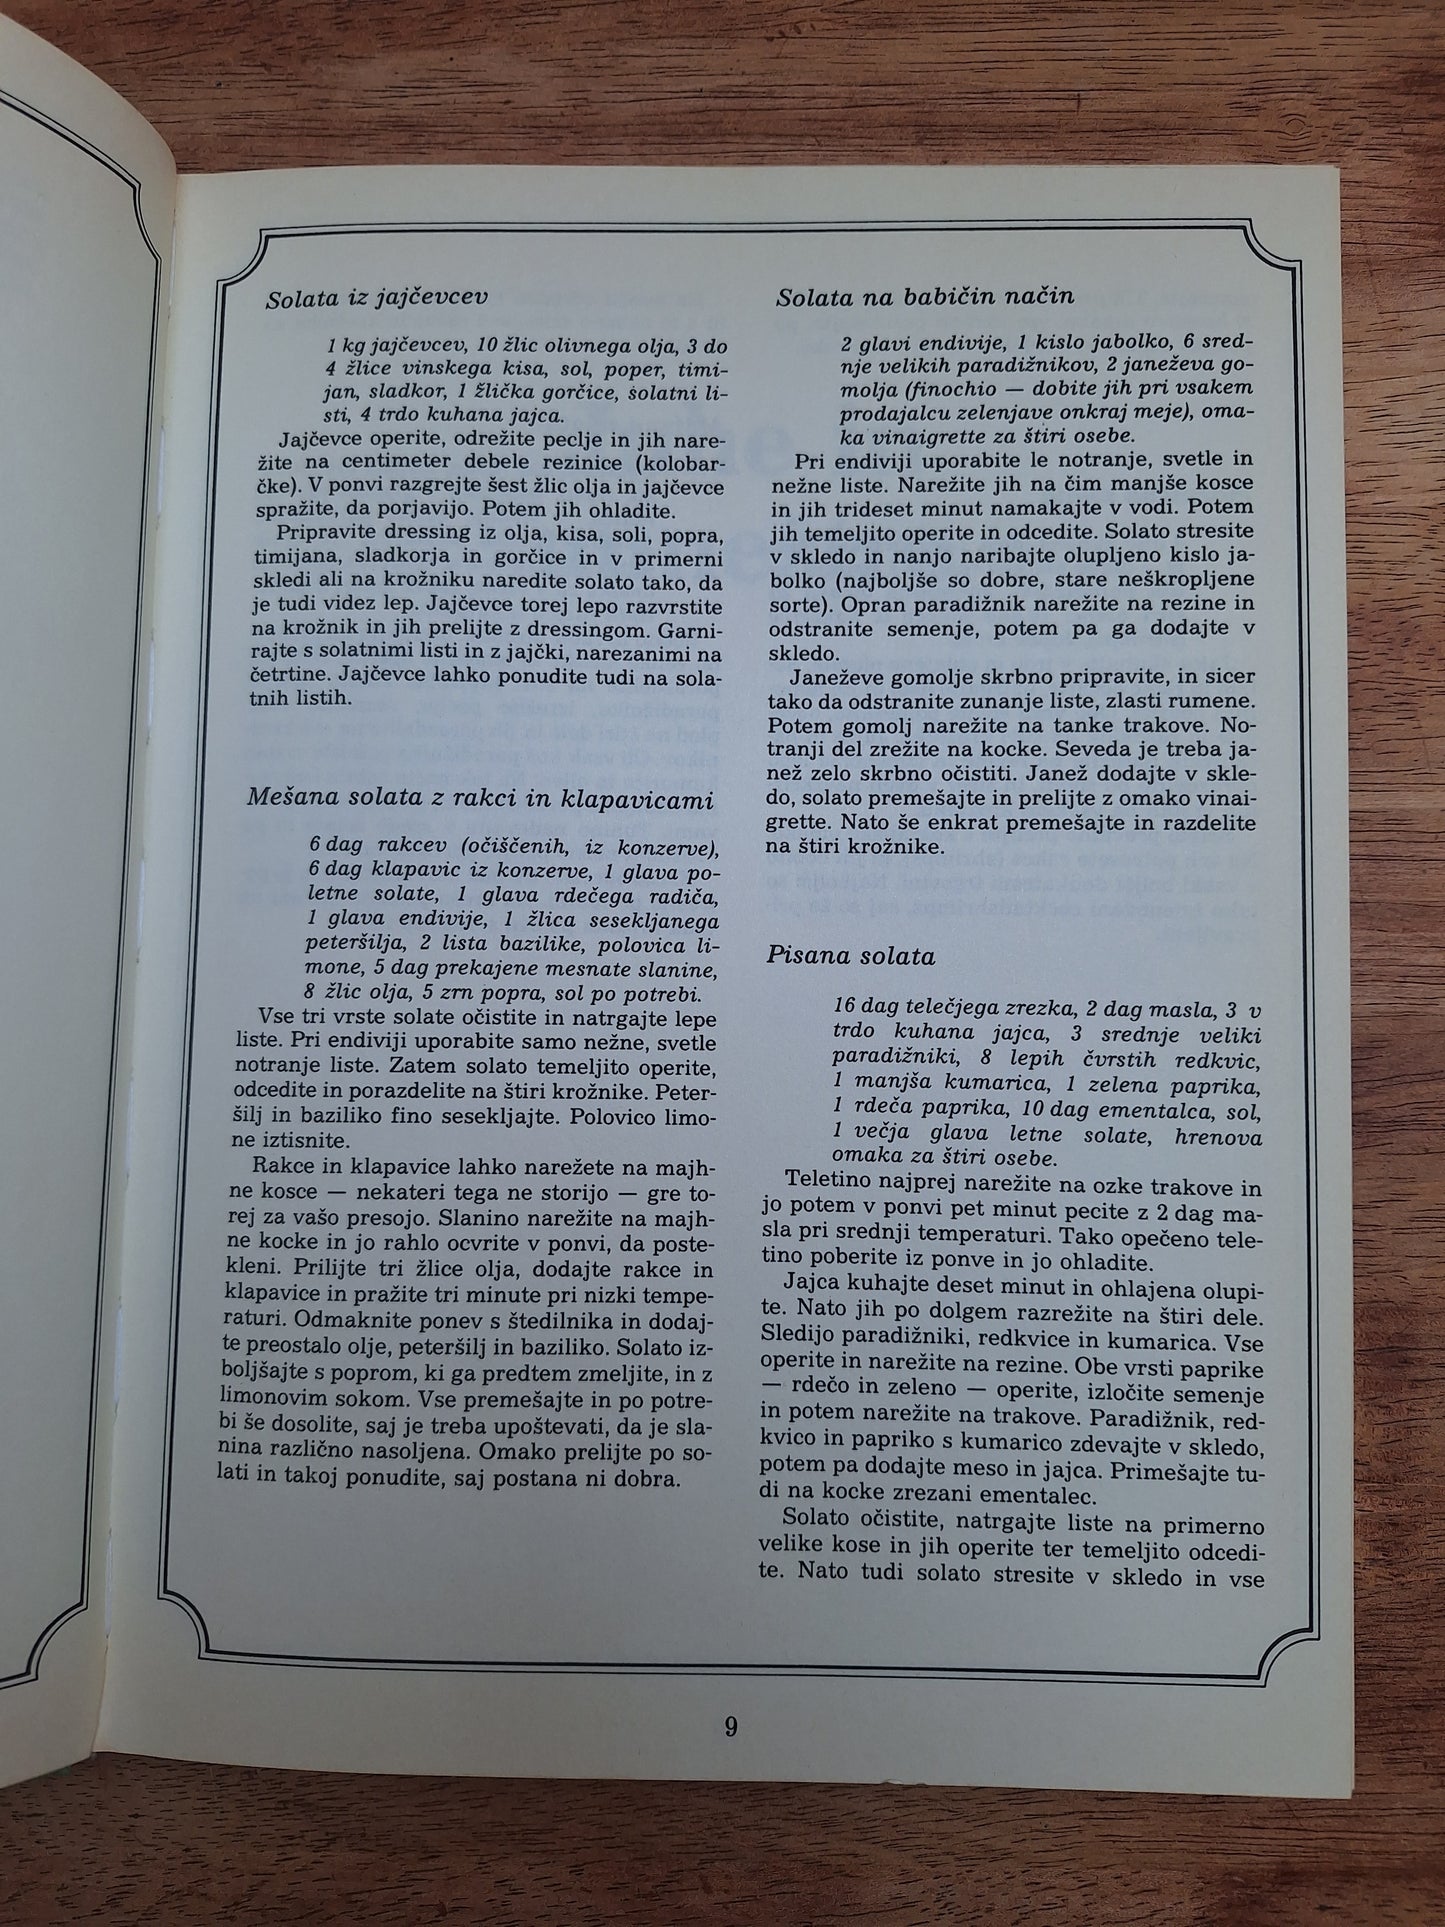 Solata iz jajčevcev
1 kg jajčevcev, 10 žlic olivnega olja, 3 do
4 žlice vinskega kisa, sol, poper, timi-
jan, sladkor, 1 žlička gorčice, solatni li-
sti, 4 trdo kuhana jajca.
Jajčevce operite, odrežite peclje in jih nare-
žite na centimeter debele rezinice (kolobar-
čke). V ponvi razgrejte šest žlic olja in jajčevce
spražite, da porjavijo. Potem jih ohladite.
Pripravite dressing iz olja, kisa, soli, popra,
timijana, sladkorja in gorčice in v primerni
skledi ali na krožniku naredite solato tako, da
je tudi videz lep. Jajčevce torej lepo razvrstite
na krožnik in jih prelijte z dressingom. Garni-
rajte s solatnimi listi in z jajčki, narezanimi na
četrtine. Jajčevce lahko ponudite tudi na sola-
tnih listih.
Mešana solata z rakci in klapavicami
6 dag rakcev (očiščenih, iz konzerve),
6 dag klapavic iz konzerve, 1 glava po-
letne solate, 1 glava rdečega radiča,
1 glava endivije, 1 žlica sesekljanega
peteršilja, 2 lista bazilike, polovica li-
mone, 5 dag prekajene mesnate slanine,
8 žlic olja, 5 zrn popra, sol po potrebi.
Vse tri vrste solate očistite in natrgajte lepe
liste. Pri endiviji uporabite samo nežne, svetle
notranje liste. Zatem solato temeljito operite,
odcedite in porazdelite na štiri krožnike. Peter-
šilj in baziliko fino sesekljajte. Polovico limo-
ne iztisnite.
Rakce in klapavice lahko narežete na majh-
ne kosce — nekateri tega ne storijo — gre to-
rej za vašo presojo. Slanino narežite na majh-
ne kocke in jo rahlo ocvrite v ponvi, da poste-
kleni. Prilijte tri žlice olja, dodajte rakce in
klapavice in pražite tri minute pri nizki tempe-
raturi. Odmaknite ponev s štedilnika in dodaj-
te preostalo olje, peteršilj in baziliko. Solato iz-
boljšajte s poprom, ki ga predtem zmeljite, in z
limonovim sokom. Vse premešajte in po potre-
bi še dosolite, saj je treba upoštevati, da je sla-
nina različno nasoljena. Omako prelijte po so-
lati in takoj ponudite, saj postana ni dobra.
Solata na babičin način
2 glavi endivije, 1 kislo jabolko, 6 sred-
nje velikih paradižnikov, 2 janeževa go-
molja (finochio — dobite jih pri vsakem
prodajalcu zelenjave onkraj meje), oma-
ka vinaigrette za štiri osebe.
Pri endiviji uporabite le notranje, svetle in
nežne liste. Narežite jih na čim manjše kosce
in jih trideset minut namakajte v vodi. Potem
jih temeljito operite in odcedite. Solato stresite
v skledo in nanjo naribajte olupljeno kislo ja-
bolko (najboljše so dobre, stare neškropljene
sorte). Opran paradižnik narežite na rezine in
odstranite semenje, potem pa ga dodajte v
skledo.
Janeževe gomolje skrbno pripravite, in sicer
tako da odstranite zunanje liste, zlasti rumene.
Potem gomolj narežite na tanke trakove. No-
tranji del zrežite na kocke. Seveda je treba ja-
než zelo skrbno očistiti. Janež dodajte v skle-
do, solato premešajte in prelijte z omako vinai-
grette. Nato še enkrat premešajte in razdelite
na štiri krožnike.
Pisana solata
16 dag telečjega zrezka, 2 dag masla, 3 v
trdo kuhana jajca, 3 srednje veliki
paradižniki, 8 lepih čvrstih redkvic,
1 manjša kumarica, 1 zelena paprika,
1 rdeča paprika, 10 dag ementalca, sol,
1 večja glava letne solate, hrenova
omaka za štiri osebe.
Teletino najprej narežite na ozke trakove in
jo potem v ponvi pet minut pecite z 2 dag ma-
sla pri srednji temperaturi. Tako opečeno tele-
tino poberite iz ponve in jo ohladite.
Jajca kuhajte deset minut in ohlajena olupi-
te. Nato jih po dolgem razrežite na štiri dele.
Sledijo paradižniki, redkvice in kumarica. Vse
operite in narežite na rezine. Obe vrsti paprike
— rdečo in zeleno — operite, izločite semenje
in potem narežite na trakove. Paradižnik, red-
kvico in papriko s kumarico zdevajte v skledo,
potem pa dodajte meso in jajca. Primešajte tu-
di na kocke zrezani ementalec.
Solato očistite, natrgajte liste na primerno
velike kose in jih operite ter temeljito odcedi-
te. Nato tudi solato stresite v skledo in vse
9